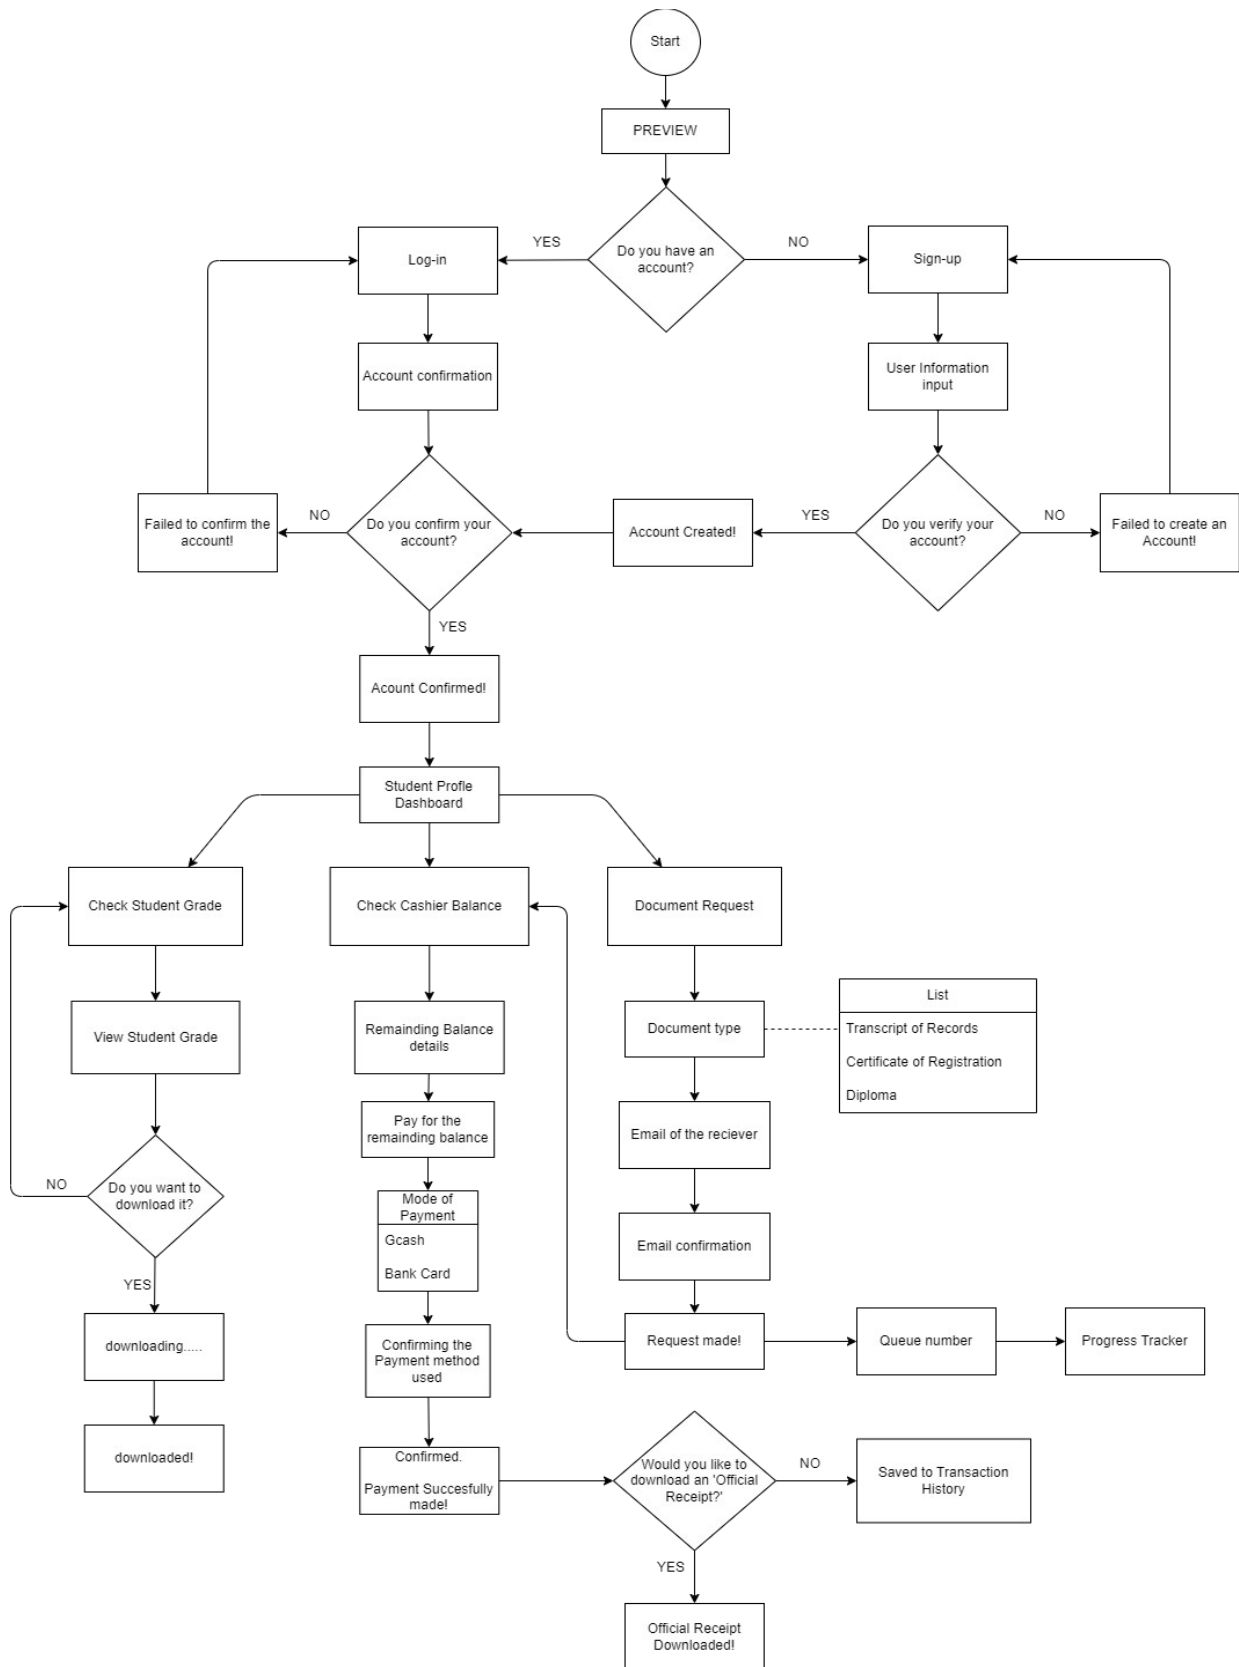 Start
PREVIEW
Do you have an
account?
YES
NO
Log-in
Sign-up
Account confirmation
User Information
input
Failed to confirm the
account!
NO
Do you confirm your
account?
Account Created!
YES
Do you verify your
account?
NO
Failed to create an
Account!
YES
Acount Confirmed!
Student Profle
Dashboard
Check Student Grade
Check Cashier Balance
Document Request
View Student Grade
Remainding Balance
details
Document type
List
Transcript of Records
Certificate of Registration
Diploma
Pay for the
remainding balance
Email of the reciever
NO
Do you want to
download it?
Mode of
Payment
Gcash
Bank Card
Email confirmation
YES
downloading.....
Confirming the
Payment method
used
Request made!
Queue number
Progress Tracker
downloaded!
Confirmed.
Payment Succesfully
made!
Would you like to
download an 'Official
Receipt?'
NO
Saved to Transaction
History
YES
Official Receipt
Downloaded!